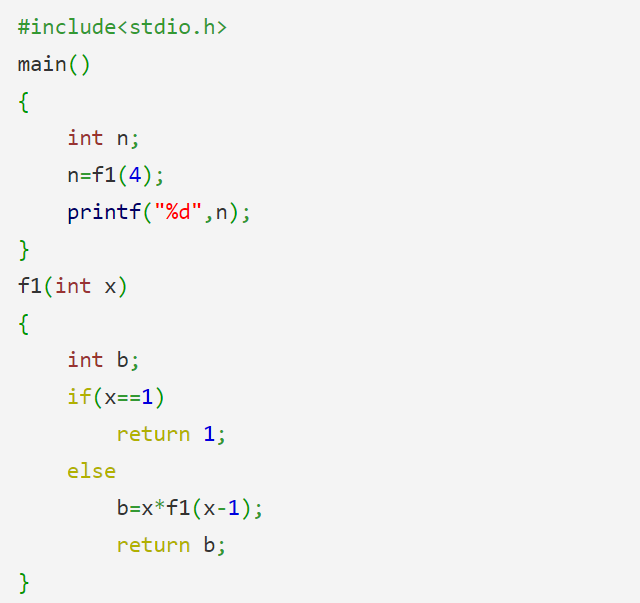 #include<stdio.h>
main()
{
    int n;
    n=f1(4);
    printf("%d",n);
}
f1(int x)
{
    int b;
    if(x==1)
        return 1;
    else
        b=x*f1(x-1);
        return b;
}